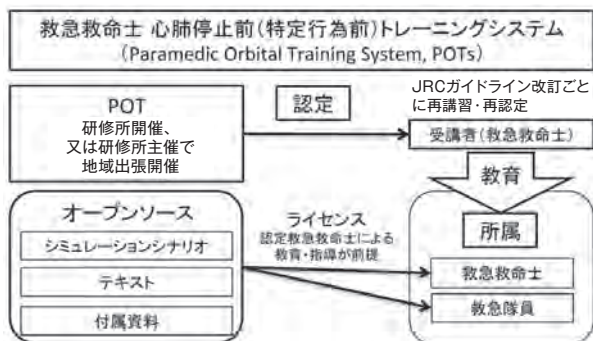 救急救命士 心肺停止前(特定行為前)トレーニングシステム
(Paramedic Orbital Training System, POTs)
POT
研修所開催、
又は研修所主催で
地域出張開催
認定
JRCガイドライン改訂ごと
に再講習・再認定
受講者(救急救命士)
教育
オープンソース
シミュレーションシナリオ
テキスト
付属資料
ライセンス
認定救急救命士による
教育・指導が前提
所属
救急救命士
救急隊員